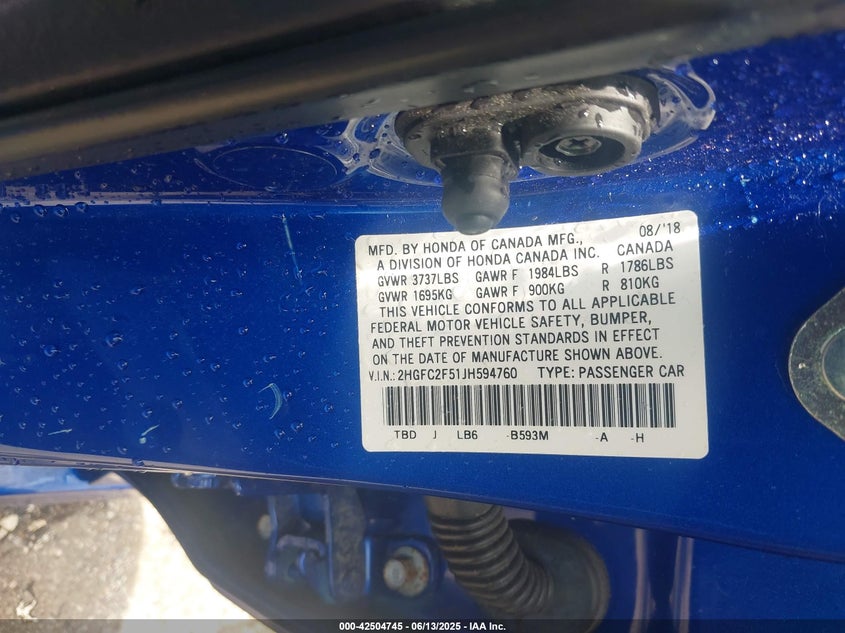 08/'18
MFD. BY HONDA OF CANADA MFG.,
A DIVISION OF HONDA CANADA INC. CANADA
GVWR 3737LBS GAWR F 1984LBS R 1786LBS
GVWR 1695KG GAWR F 900KG R 810KG
THIS VEHICLE CONFORMS TO ALL APPLICABLE
FEDERAL MOTOR VEHICLE SAFETY, BUMPER,
AND THEFT PREVENTION STANDARDS IN EFFECT
ON THE DATE OF MANUFACTURE SHOWN ABOVE.
V.I.N.: 2HGFC2F51JH594760 TYPE: PASSENGER CAR
TBD J LB6 -B593M -A -H
000-42504745 - 06/13/2025 - IAA Inc.